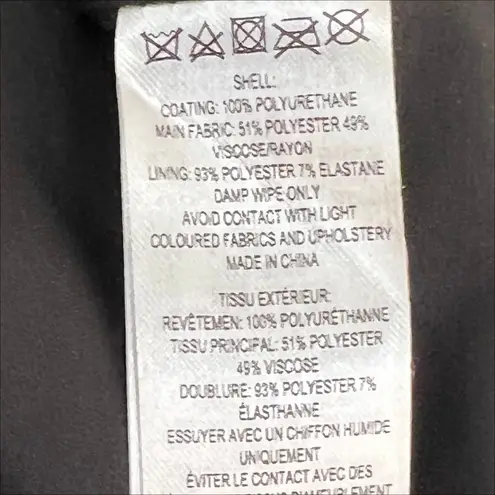 SHELL:
COATING: 100% POLYURETHANE
MAIN FABRIC: 51% POLYESTER 49%
VISCOSE/RAYON
LINING: 93% POLYESTER 7% ELASTANE
DAMP WIPE ONLY
AVOID CONTACT WITH LIGHT
COLOURED FABRICS AND UPHOLSTERY
MADE IN CHINA
TISSU EXTÉRIEUR:
REVÊTEMEN: 100% POLYURÉTHANNE
TISSU PRINCIPAL: 51% POLYESTER
49% VISCOSE
DOUBLURE: 93% POLYESTER 7%
ÉLASTHANNE
ESSUYER AVEC UN CHIFFON HUMIDE
UNIQUEMENT
ÉVITER LE CONTACT AVEC DES
TISSUS OU D'AMEUBLEMENT